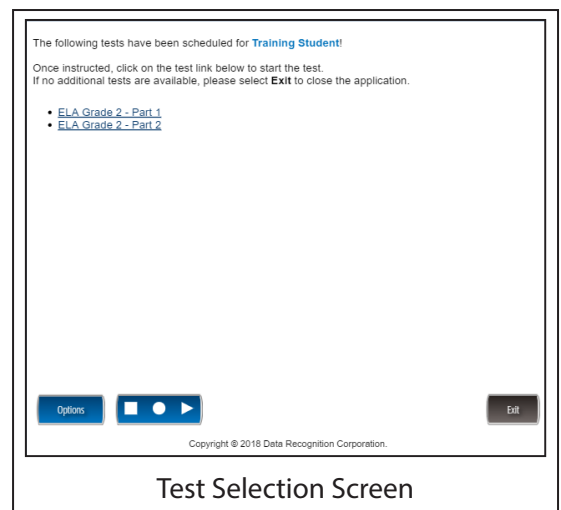 The following tests have been scheduled for Training Student!
Once instructed, click on the test link below to start the test.
If no additional tests are available, please select Exit to close the application.
• ELA Grade 2 - Part 1
• ELA Grade 2 - Part 2
Options
Exit
Copyright © 2018 Data Recognition Corporation.
Test Selection Screen